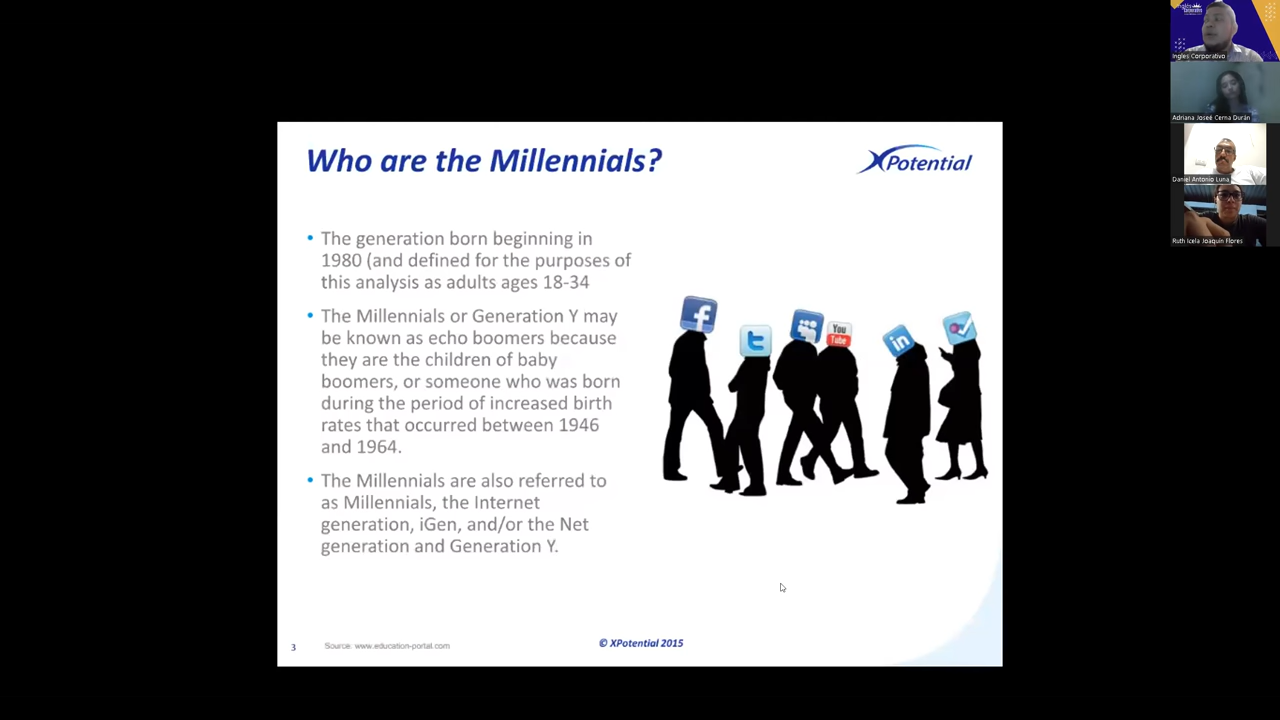 Who are the Millennials?
XPotential
• The generation born beginning in
1980 (and defined for the purposes of
this analysis as adults ages 18-34
• The Millennials or Generation Y may
be known as echo boomers because
they are the children of baby
boomers, or someone who was born
during the period of increased birth
rates that occurred between 1946
and 1964.
• The Millennials are also referred to
as Millennials, the Internet
generation, iGen, and/or the Net
generation and Generation Y.
f
t
You
Tube
in
3
Source: www.education-portal.com
© XPotential 2015
Ingles Corporativo
Adriana Joseé Cerna Durán
Daniel Antonio Luna
Ruth Icela Joaquin Flores